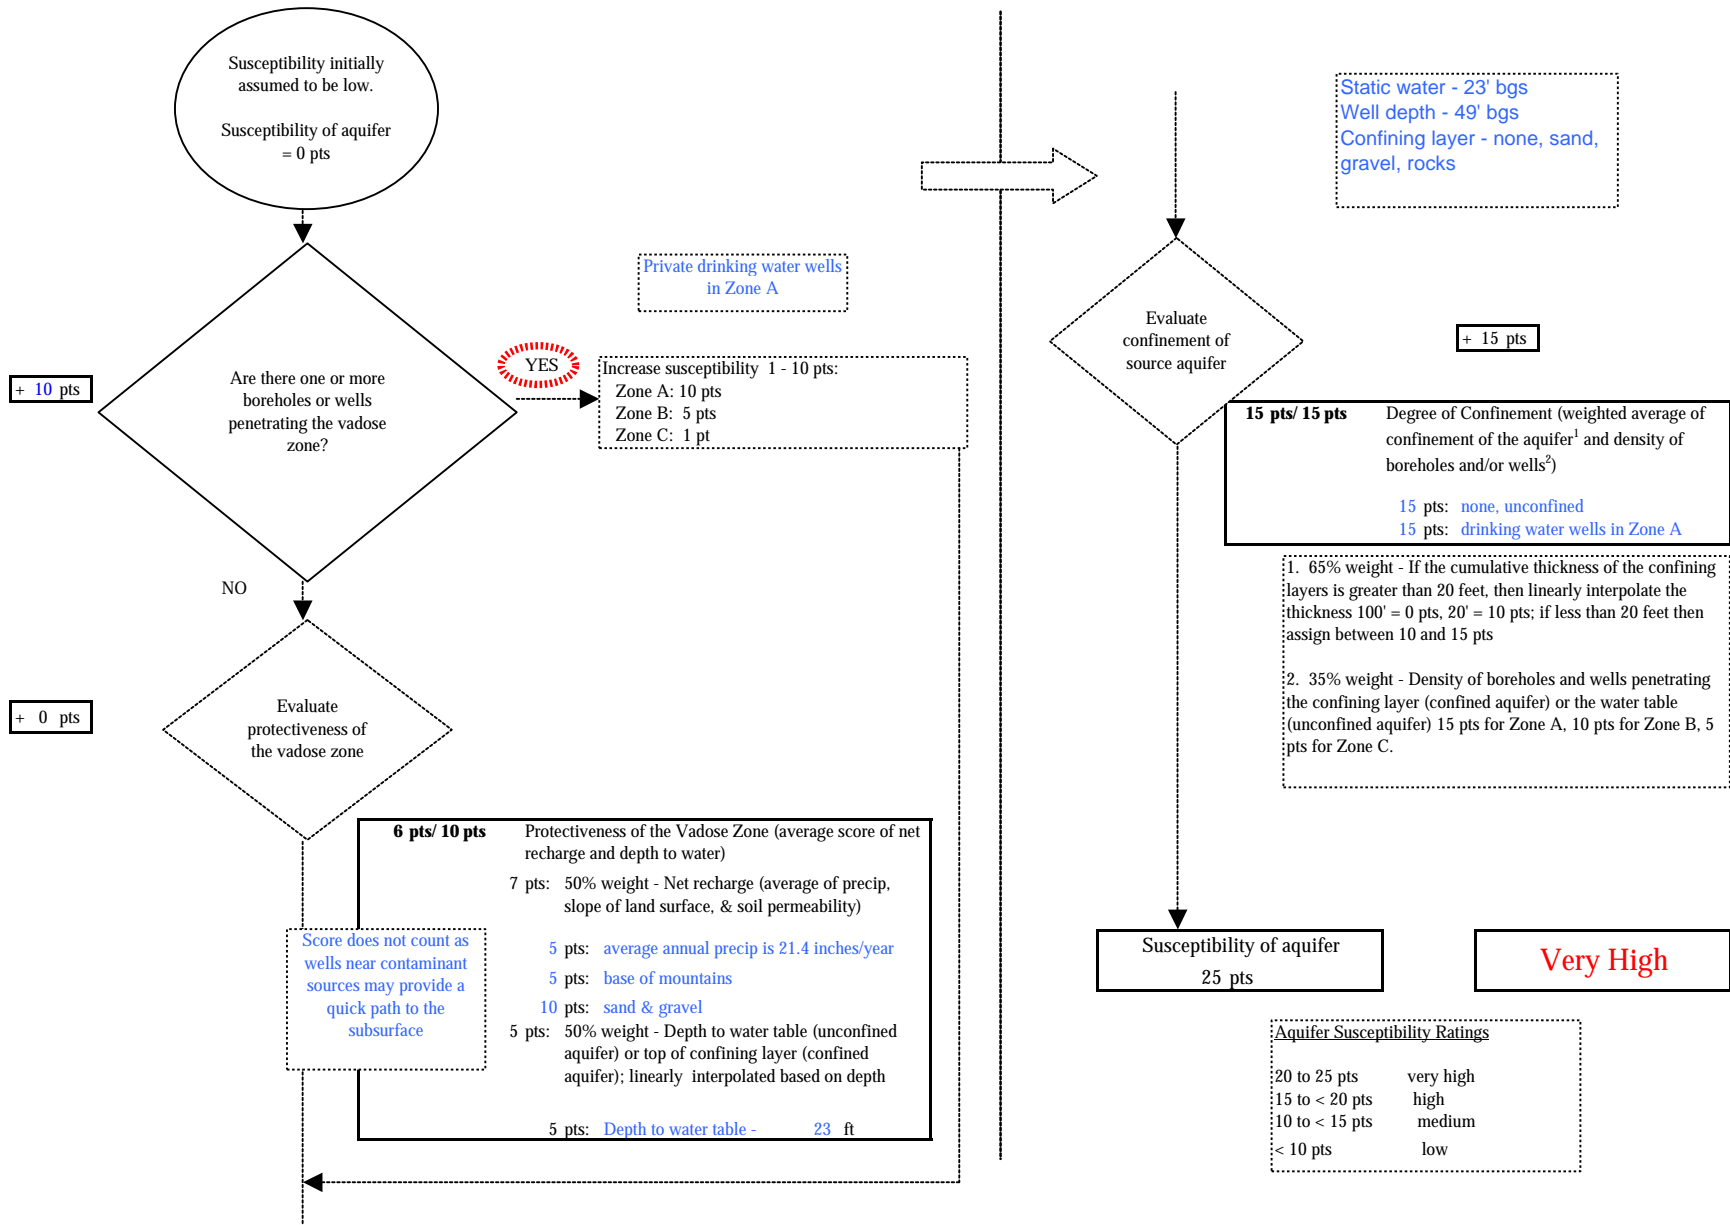 Susceptibility initially
assumed to be low.
Susceptibility of aquifer
= 0 pts
+ 10 pts
Are there one or more
boreholes or wells
penetrating the vadose
zone?
YES
Private drinking water wells
in Zone A
Increase susceptibility 1 - 10 pts:
Zone A: 10 pts
Zone B: 5 pts
Zone C: 1 pt
NO
+ 0 pts
Evaluate
protectiveness of
the vadose zone
6 pts/ 10 pts Protectiveness of the Vadose Zone (average score of net
recharge and depth to water)
7 pts: 50% weight - Net recharge (average of precip,
slope of land surface, & soil permeability)
5 pts: average annual precip is 21.4 inches/year
5 pts: base of mountains
10 pts: sand & gravel
5 pts: 50% weight - Depth to water table (unconfined
aquifer) or top of confining layer (confined
aquifer); linearly interpolated based on depth
5 pts: Depth to water table - 23 ft
Score does not count as
wells near contaminant
sources may provide a
quick path to the
subsurface
Static water - 23' bgs
Well depth - 49' bgs
Confining layer - none, sand,
gravel, rocks
Evaluate
confinement of
source aquifer
+ 15 pts
15 pts/ 15 pts Degree of Confinement (weighted average of
confinement of the aquifer¹ and density of
boreholes and/or wells²)
15 pts: none, unconfined
15 pts: drinking water wells in Zone A
1. 65% weight - If the cumulative thickness of the confining
layers is greater than 20 feet, then linearly interpolate the
thickness 100' = 0 pts, 20' = 10 pts; if less than 20 feet then
assign between 10 and 15 pts
2. 35% weight - Density of boreholes and wells penetrating
the confining layer (confined aquifer) or the water table
(unconfined aquifer) 15 pts for Zone A, 10 pts for Zone B, 5
pts for Zone C.
Susceptibility of aquifer
25 pts
Very High
Aquifer Susceptibility Ratings
20 to 25 pts very high
15 to < 20 pts high
10 to < 15 pts medium
< 10 pts low